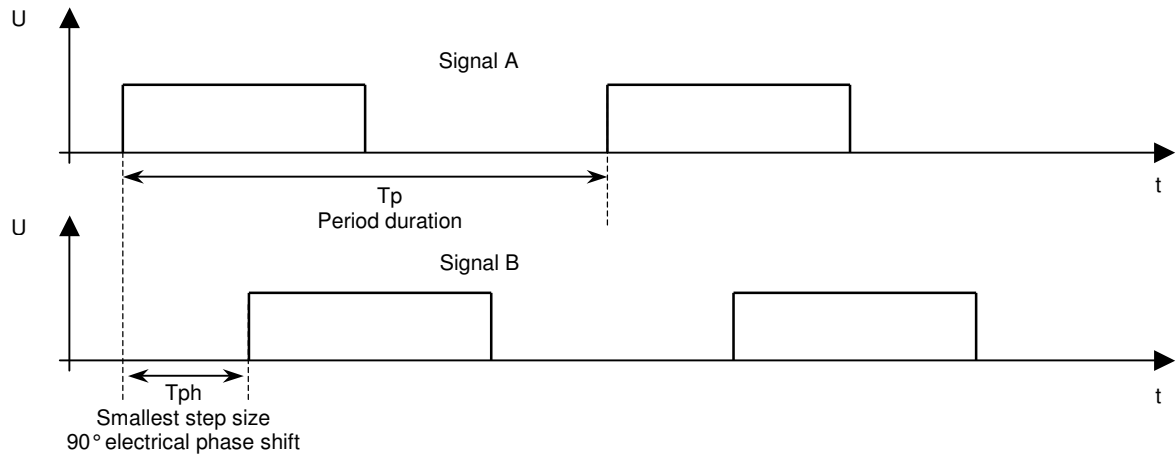 U
Signal A
t
Tp
Period duration
U
Signal B
t
Tph
Smallest step size
90° electrical phase shift